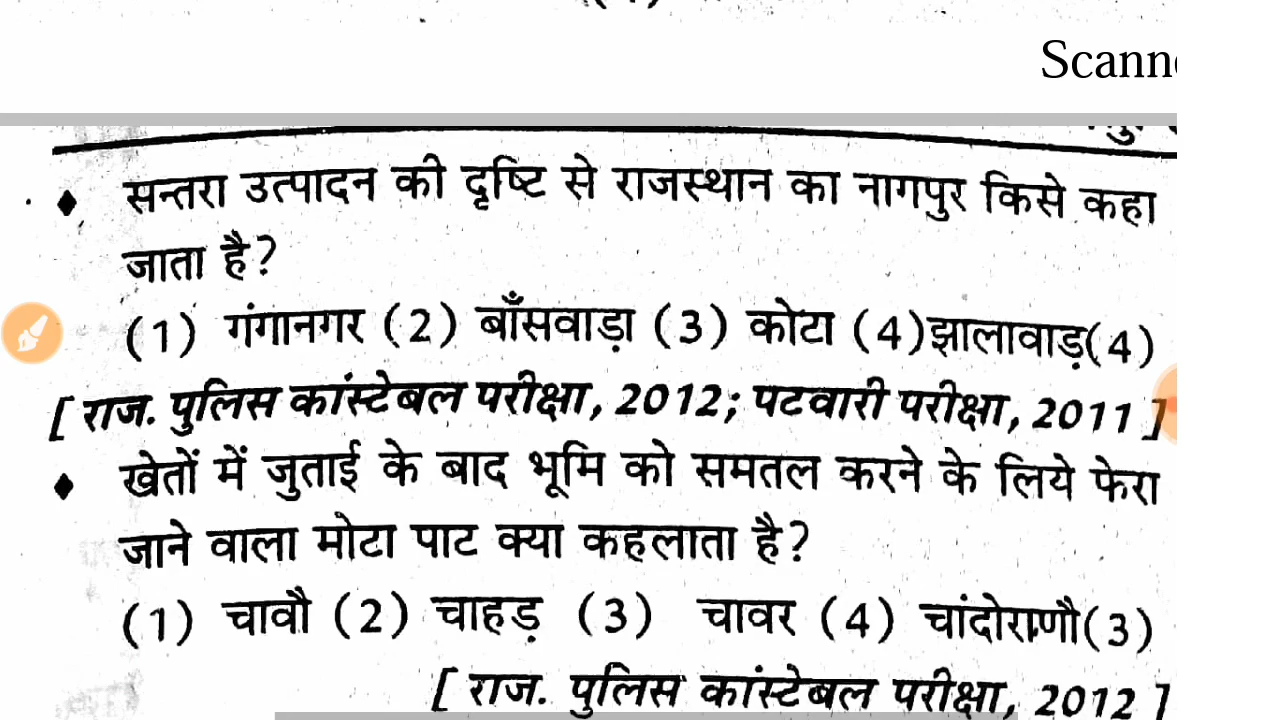 Scann
सन्तरा उत्पादन की दृष्टि से राजस्थान का नागपुर किसे कहा
जाता है?
(1) गंगानगर (2) बाँसवाड़ा (3) कोटा (4)झालावाड़(4)
[ राज. पुलिस कांस्टेबल परीक्षा, 2012; पटवारी परीक्षा, 2011 ]
खेतों में जुताई के बाद भूमि को समतल करने के लिये फेरा
जाने वाला मोटा पाट क्या कहलाता है?
(1) चावौ (2) चाहड़ (3) चावर (4) चांदोराणौ(3)
[ राज. पुलिस कांस्टेबल परीक्षा, 2012 ]